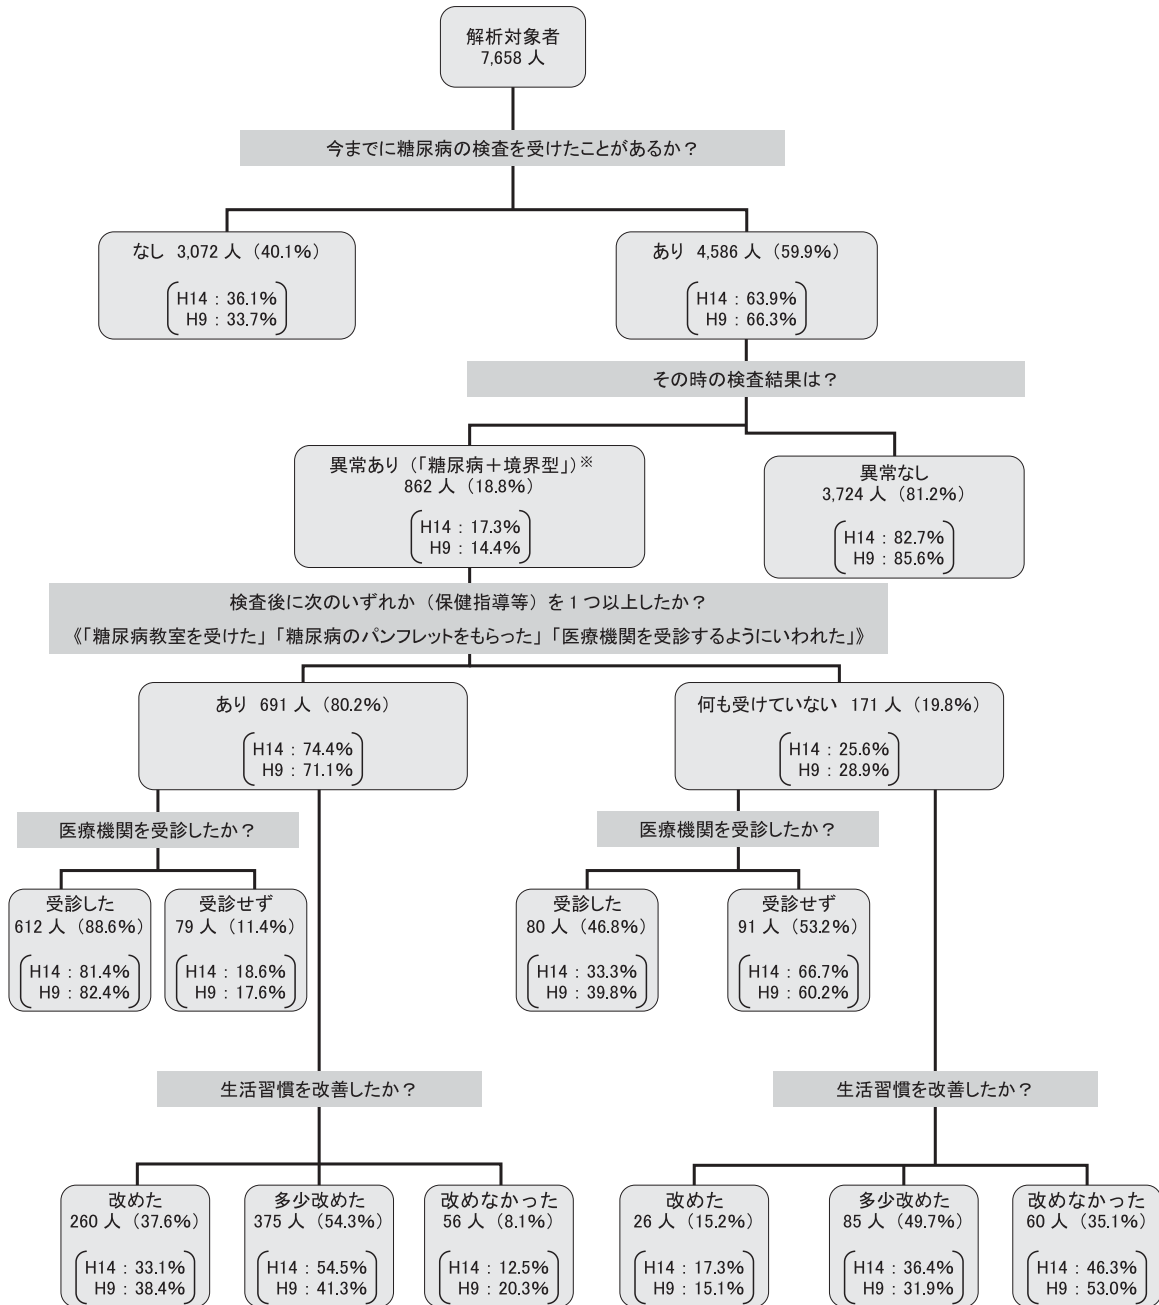 解析対象者
7,658 人
今までに糖尿病の検査を受けたことがあるか？
なし 3,072 人（40.1%）
H14：36.1%
H9：33.7%
あり 4,586 人（59.9%）
H14：63.9%
H9：66.3%
その時の検査結果は？
異常あり（「糖尿病＋境界型」）※
862 人（18.8%）
H14：17.3%
H9：14.4%
異常なし
3,724 人（81.2%）
H14：82.7%
H9：85.6%
検査後に次のいずれか（保健指導等）を１つ以上したか？
《「糖尿病教室を受けた」「糖尿病のパンフレットをもらった」「医療機関を受診するようにいわれた」》
あり 691 人（80.2%）
H14：74.4%
H9：71.1%
何も受けていない 171 人（19.8%）
H14：25.6%
H9：28.9%
医療機関を受診したか？
受診した
612 人（88.6%）
H14：81.4%
H9：82.4%
受診せず
79 人（11.4%）
H14：18.6%
H9：17.6%
医療機関を受診したか？
受診した
80 人（46.8%）
H14：33.3%
H9：39.8%
受診せず
91 人（53.2%）
H14：66.7%
H9：60.2%
生活習慣を改善したか？
改めた
260 人（37.6%）
H14：33.1%
H9：38.4%
多少改めた
375 人（54.3%）
H14：54.5%
H9：41.3%
改めなかった
56 人（8.1%）
H14：12.5%
H9：20.3%
生活習慣を改善したか？
改めた
26 人（15.2%）
H14：17.3%
H9：15.1%
多少改めた
85 人（49.7%）
H14：36.4%
H9：31.9%
改めなかった
60 人（35.1%）
H14：46.3%
H9：53.0%